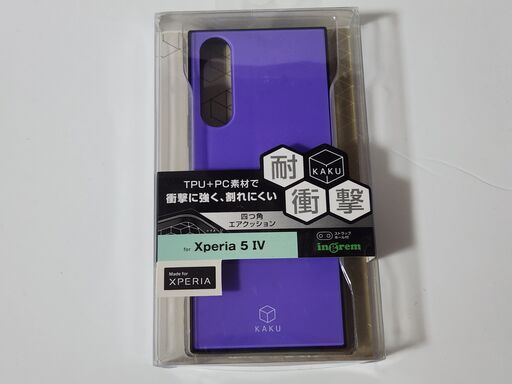 耐
KAKU
衝
撃
TPU+PC素材で
衝撃に強く、割れにくい
四つ角
エアクッション
ストラップ
ホール付
for Xperia 5 IV
ingrem
Made for
XPERIA
KAKU